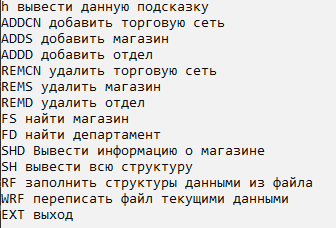 h вывести данную подсказку
ADDCN добавить торговую сеть
ADDS добавить магазин
ADDD добавить отдел
REMCN удалить торговую сеть
REMS удалить магазин
REMD удалить отдел
FS найти магазин
FD найти департамент
SHD Вывести информацию о магазине
SH вывести всю структуру
RF заполнить структуры данными из файла
WRF переписать файл текущими данными
EXT выход